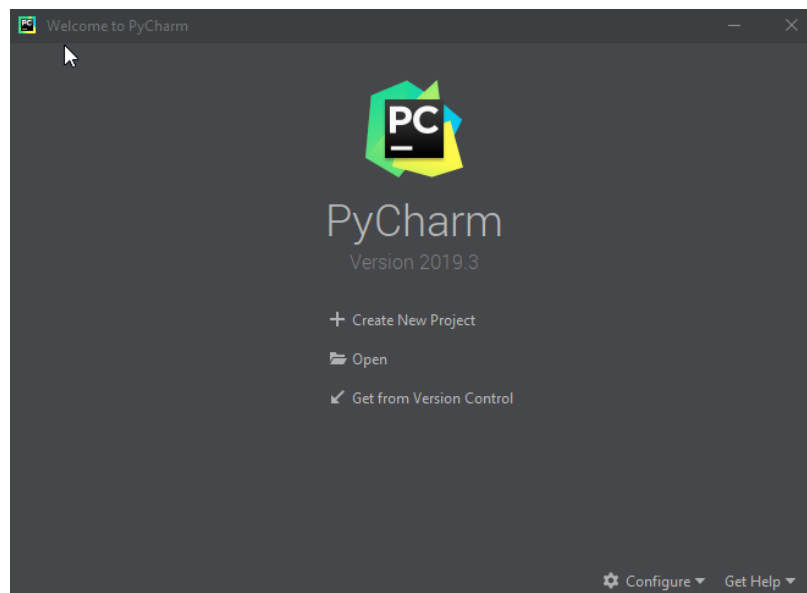 Welcome to PyCharm
PC
PyCharm
Version 2019.3
Create New Project
Open
Get from Version Control
Configure Get Help